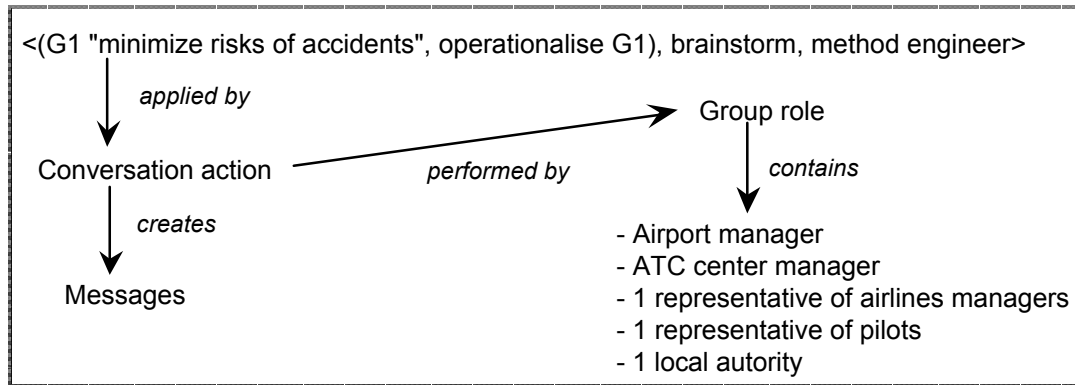 <(G1 "minimize risks of accidents", operationalise G1), brainstorm, method engineer>
applied by
Group role
Conversation action
performed by
contains
creates
- Airport manager
- ATC center manager
Messages
- 1 representative of airlines managers
- 1 representative of pilots
- 1 local autority